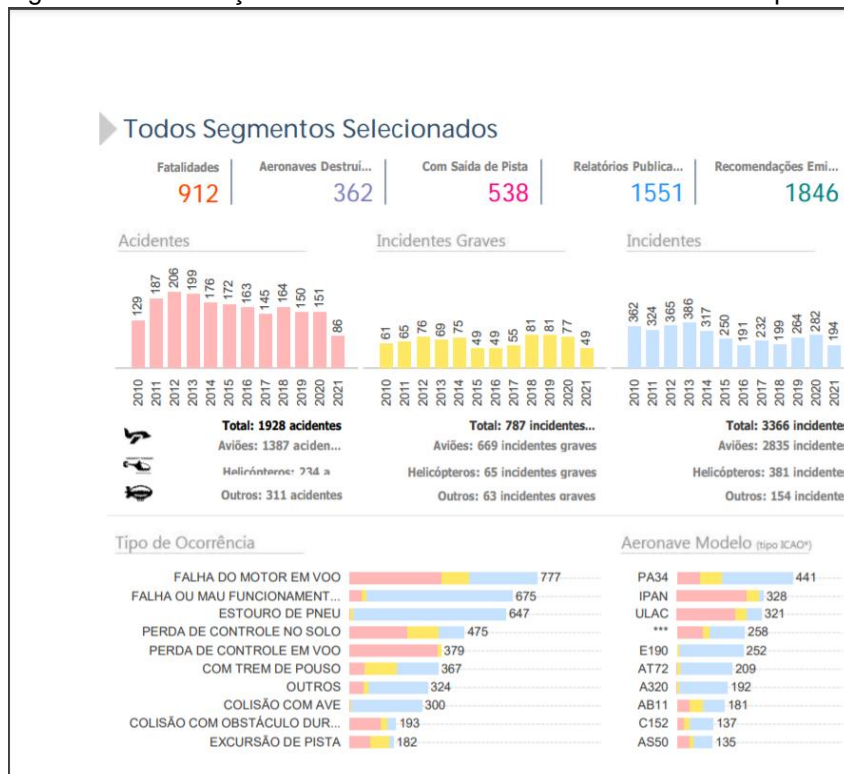 Todos Segmentos Selecionados
Fatalidades Aeronaves Destruí... Com Saída de Pista Relatórios Publica... Recomendações Emi...
912 362 538 1551 1846
Acidentes Incidentes Graves Incidentes
129 187 206 199 176 172 163 145 164 150 151 86
61 65 76 69 75 49 49 55 81 81 77 49
362 324 365 386 317 250 191 232 199 264 282 194
2010 2011 2012 2013 2014 2015 2016 2017 2018 2019 2020 2021
2010 2011 2012 2013 2014 2015 2016 2017 2018 2019 2020 2021
2010 2011 2012 2013 2014 2015 2016 2017 2018 2019 2020 2021
Total: 1928 acidentes Total: 787 incidentes... Total: 3366 incidente
Aviões: 1387 aciden... Aviões: 669 incidentes graves Aviões: 2835 incidente
Helicópteros: 234 a Helicópteros: 65 incidentes graves Helicópteros: 381 incidente
Outros: 311 acidentes Outros: 63 incidentes graves Outros: 154 incidente
Tipo de Ocorrência
FALHA DO MOTOR EM VOO 777
FALHA OU MAU FUNCIONAMENT... 675
ESTOURO DE PNEU 647
PERDA DE CONTROLE NO SOLO 475
PERDA DE CONTROLE EM VOO 379
COM TREM DE POUSO 367
OUTROS 324
COLISÃO COM AVE 300
COLISÃO COM OBSTÁCULO DUR... 193
EXCURSÃO DE PISTA 182
Aeronave Modelo (tipo ICAO*)
PA34 441
IPAN 328
ULAC 321
*** 258
E190 252
AT72 209
A320 192
AB11 181
C152 137
AS50 135